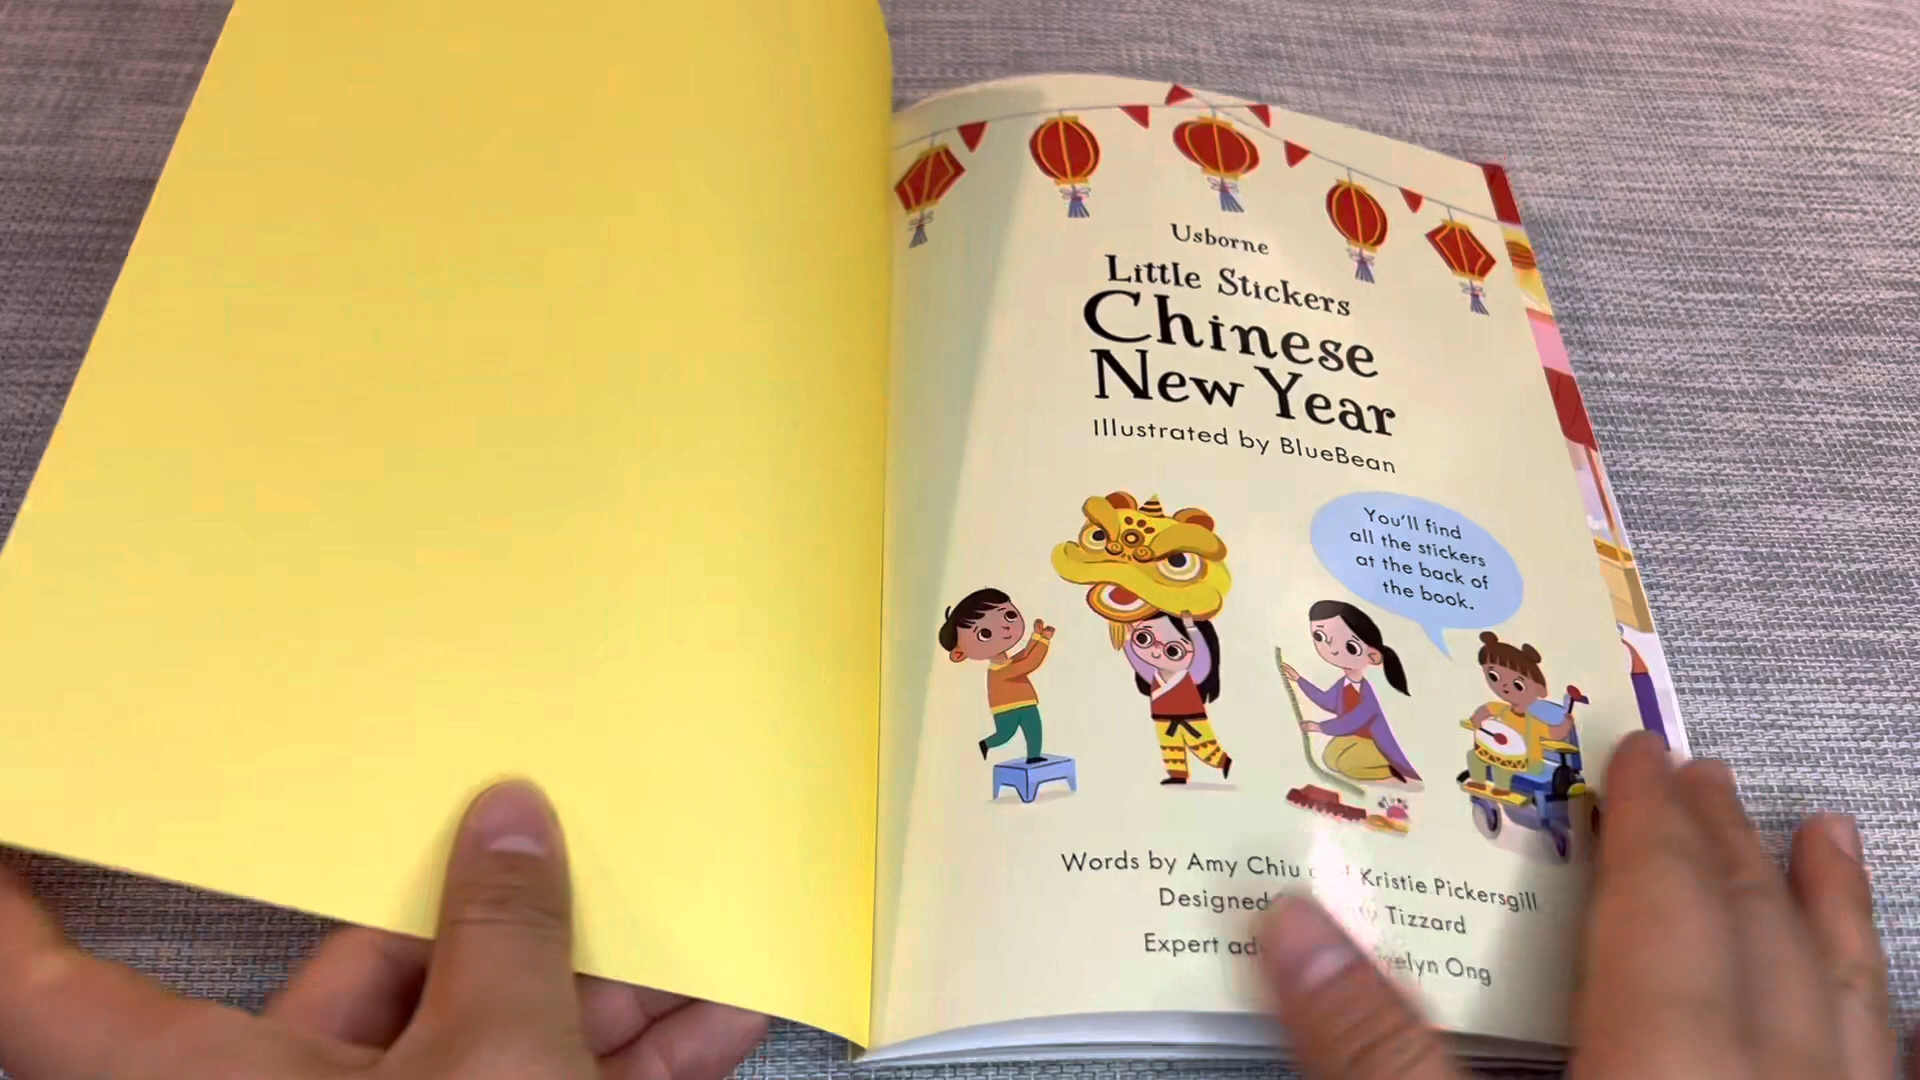 Usborne
Little Stickers
Chinese
New Year
Illustrated by BlueBean
You'll find
all the stickers
at the back of
the book.
Words by Amy Chiu Kristie Pickersgill
Designed Tizzard
Expert Ong